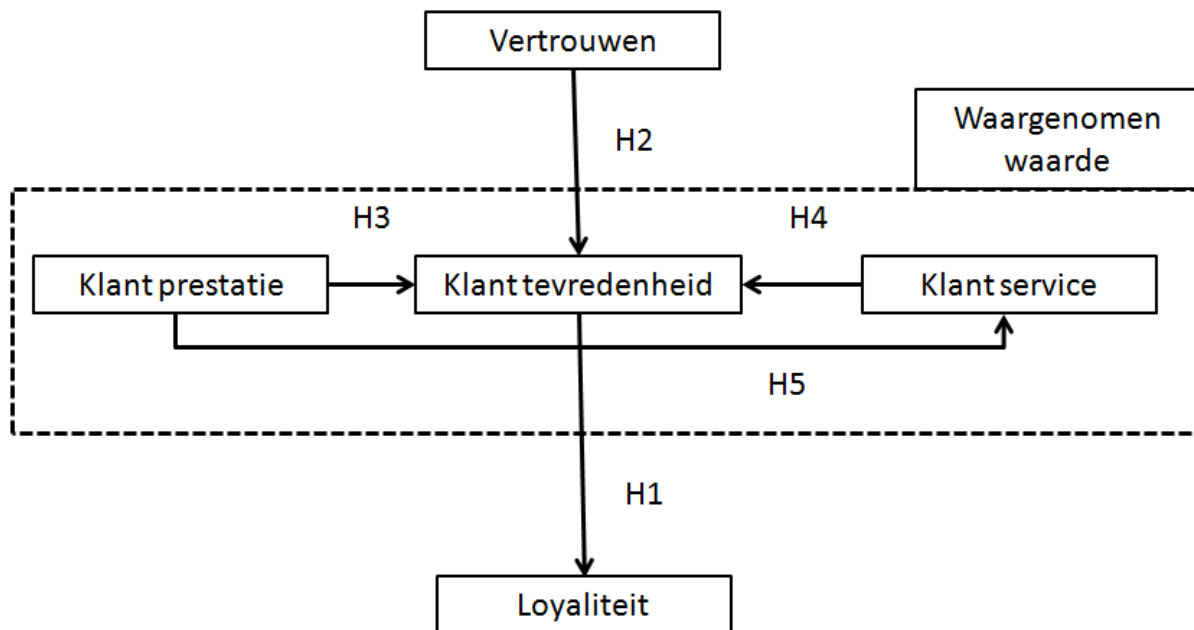 Vertrouwen
Waargenomen
waarde
H2
H3
H4
Klant prestatie
Klant tevredenheid
Klant service
H5
H1
Loyaliteit